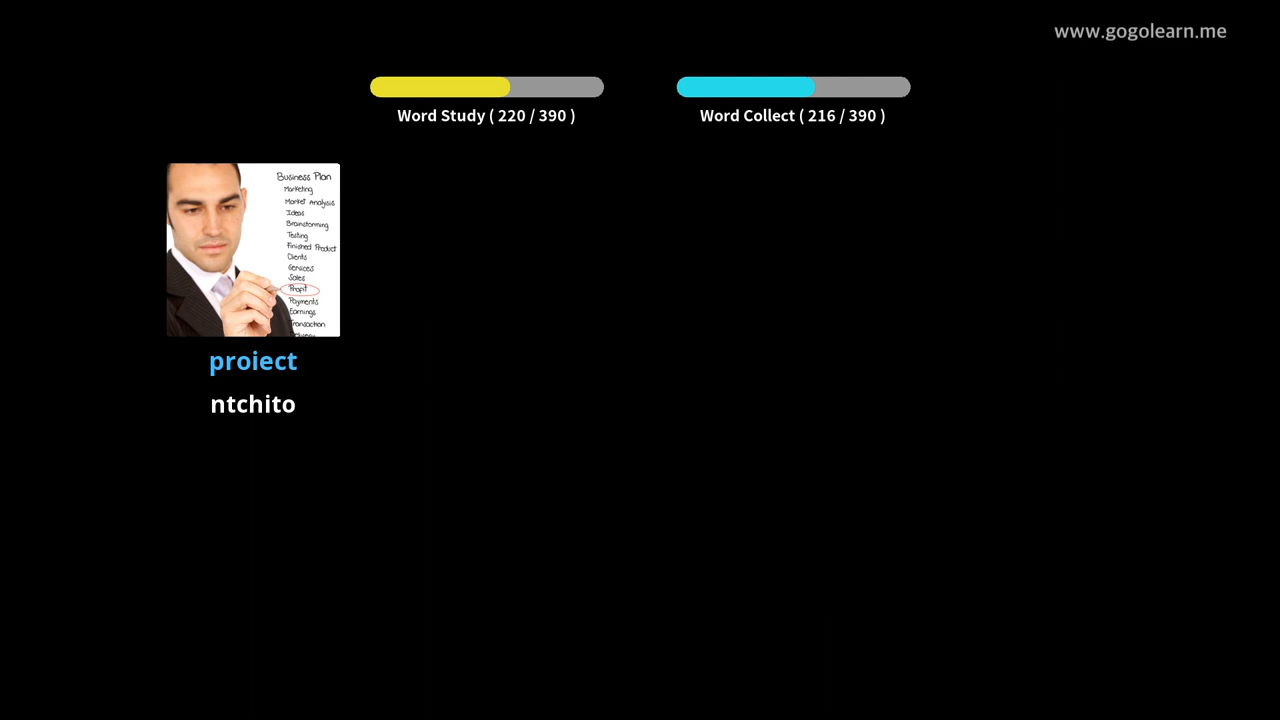 www.gogolearn.me
Word Study ( 220 / 390 )
Word Collect ( 216 / 390 )
Business Plan
Marketing
Market Analysis
Ideas
Brainstorming
Testing
Finished Product
Clients
Services
Sales
Profit
Payments
Earnings
Transaction
Delivery
proiect
ntchito